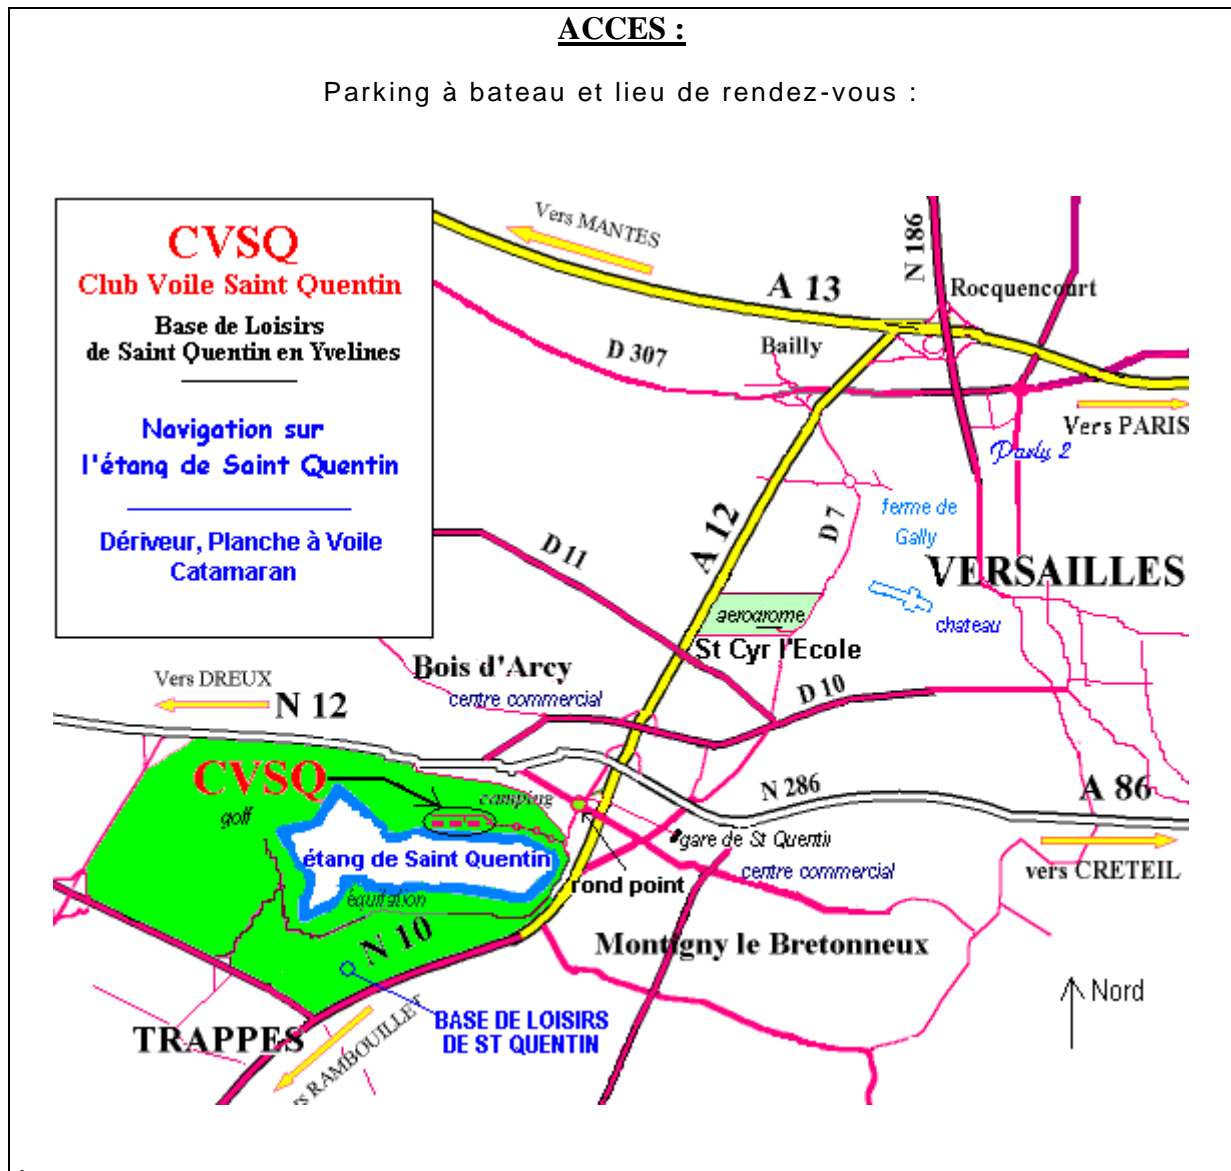 ACCES :
Parking à bateau et lieu de rendez-vous :
CVSQ
Club Voile Saint Quentin
Base de Loisirs
de Saint Quentin en Yvelines
Navigation sur
l'étang de Saint Quentin
Dériveur, Planche à Voile
Catamaran
Vers MANTES
A 13
N 186
Rocquencourt
Bailly
D 307
Vers PARIS
Parly 2
A 12
D 7
ferme de
Gally
D 11
VERSAILLES
aerodrome
chateau
St Cyr l'Ecole
Bois d'Arcy
centre commercial
Vers DREUX
N 12
D 10
CVSQ
golf
camping
N 286
A 86
gare de St Quentin
étang de Saint Quentin
rond point
centre commercial
vers CRETEIL
équitation
N 10
Montigny le Bretonneux
Nord
BASE DE LOISIRS
DE ST QUENTIN
TRAPPES
RAMBOUILLET